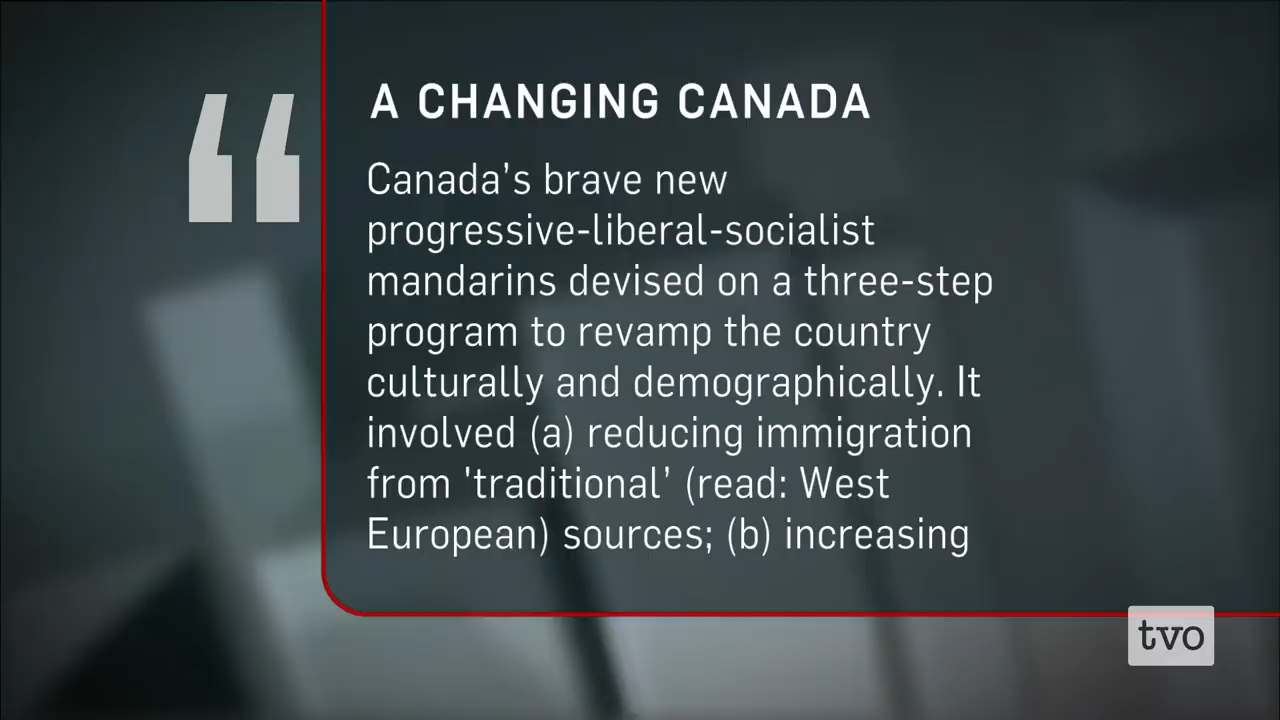 “
A CHANGING CANADA
Canada’s brave new
progressive-liberal-socialist
mandarins devised on a three-step
program to revamp the country
culturally and demographically. It
involved (a) reducing immigration
from 'traditional’ (read: West
European) sources; (b) increasing
tvo